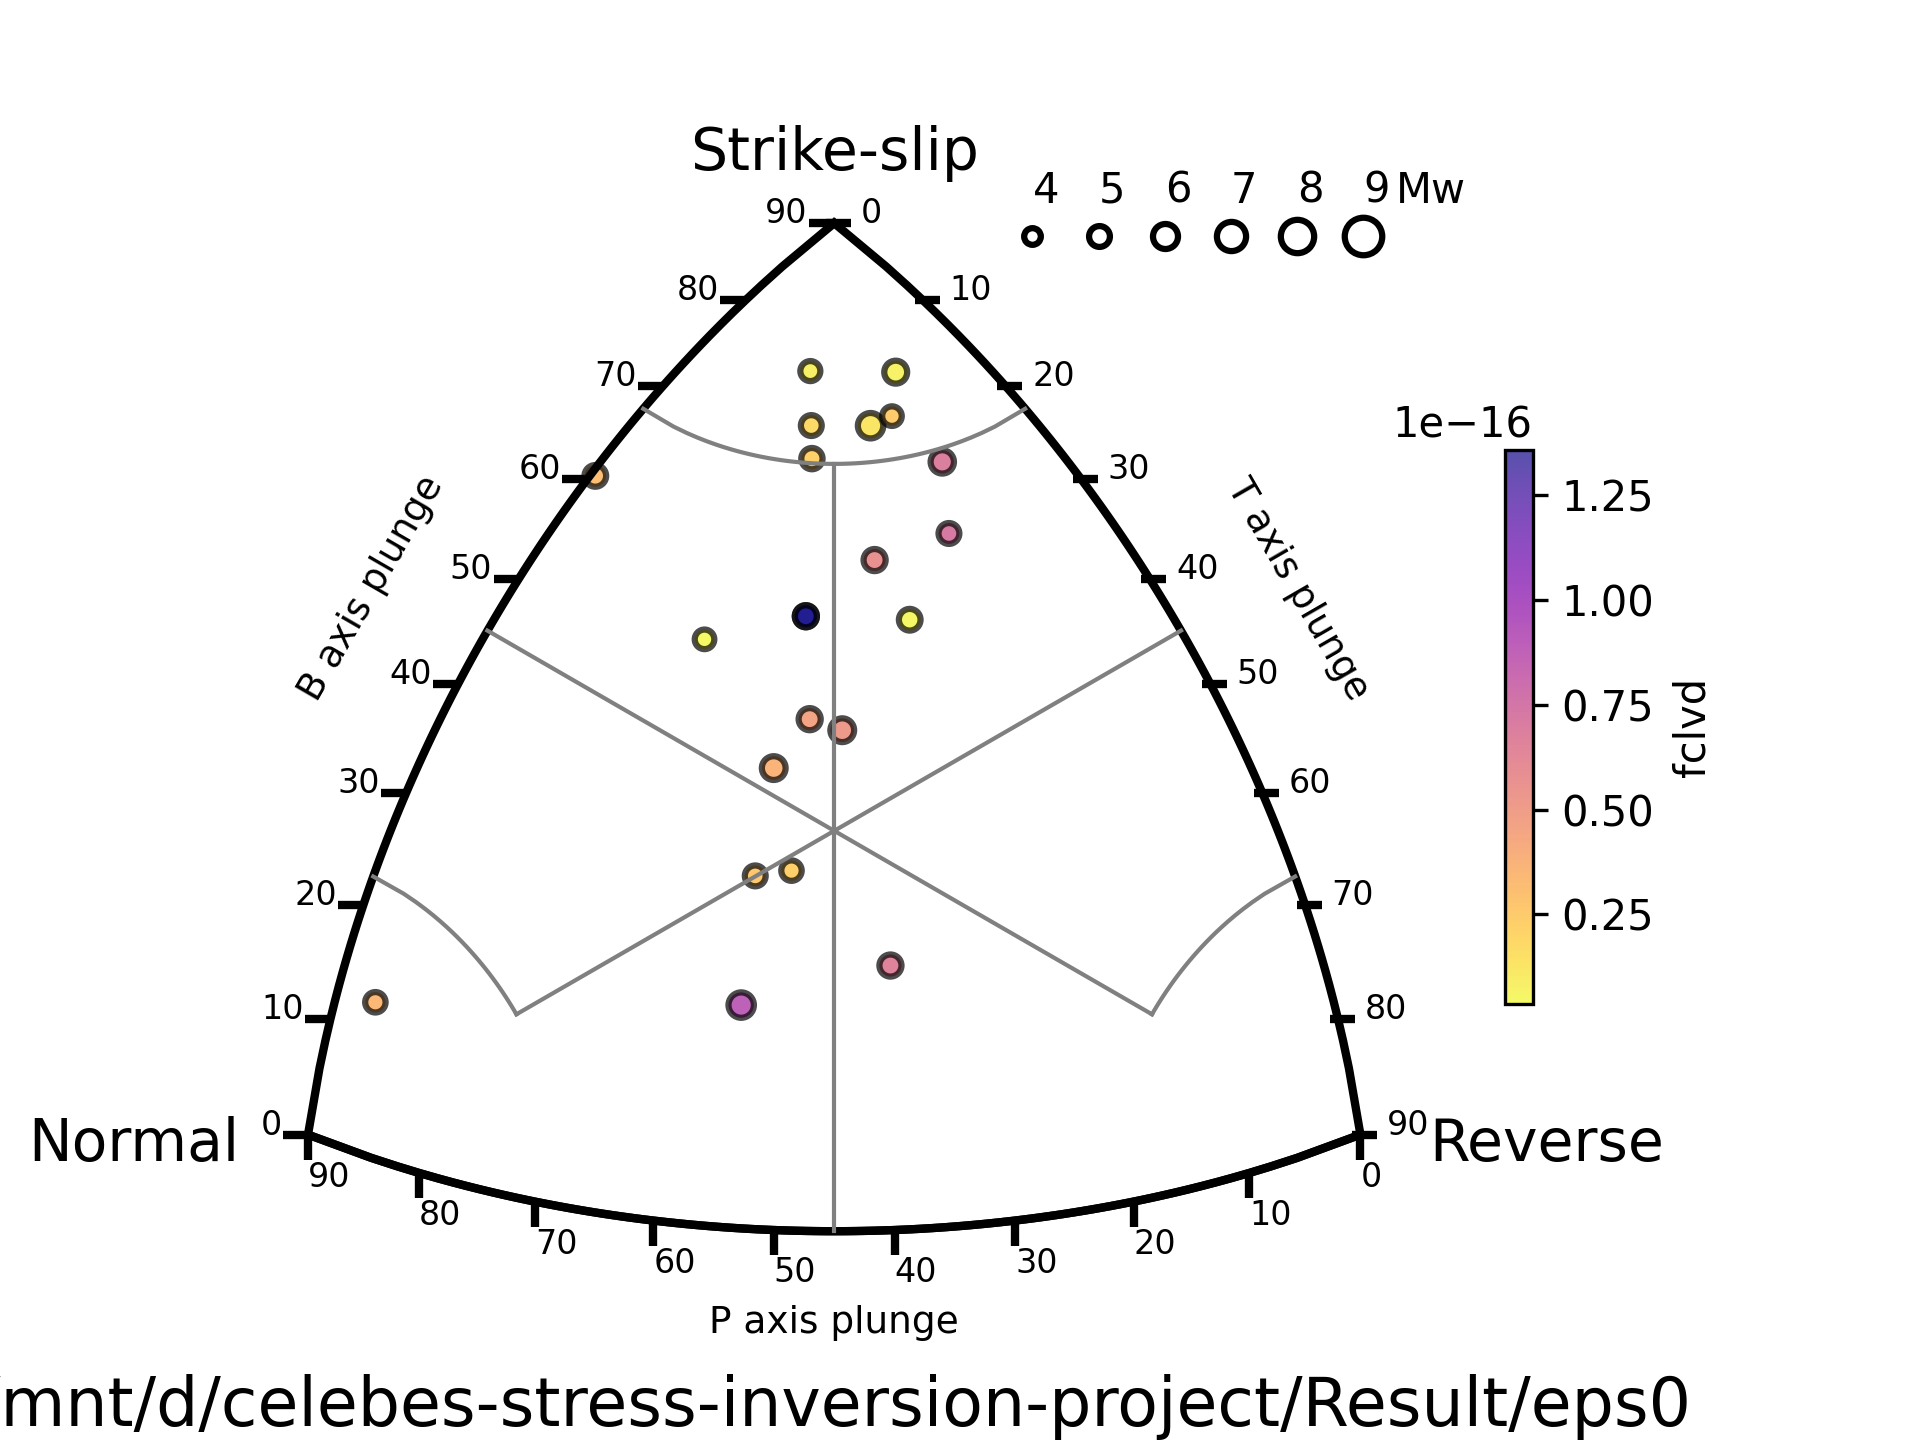 Strike-slip
4 5 6 7 8 9 Mw
90 0
80 10
70 20
60 30
50 40
40 50
30 60
20 70
10 80
0 90
B axis plunge
T axis plunge
1e−16
1.25
1.00
0.75
0.50
0.25
fclvd
Normal
Reverse
90 80 70 60 50 40 30 20 10 0
P axis plunge
mnt/d/celebes-stress-inversion-project/Result/eps0